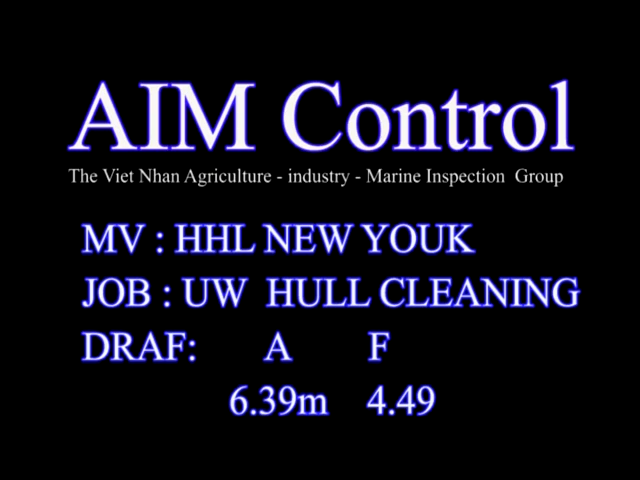 AIM Control
The Viet Nhan Agriculture - industry - Marine Inspection Group
MV : HHL NEW YOUK
JOB : UW HULL CLEANING
DRAF: A F
6.39m 4.49